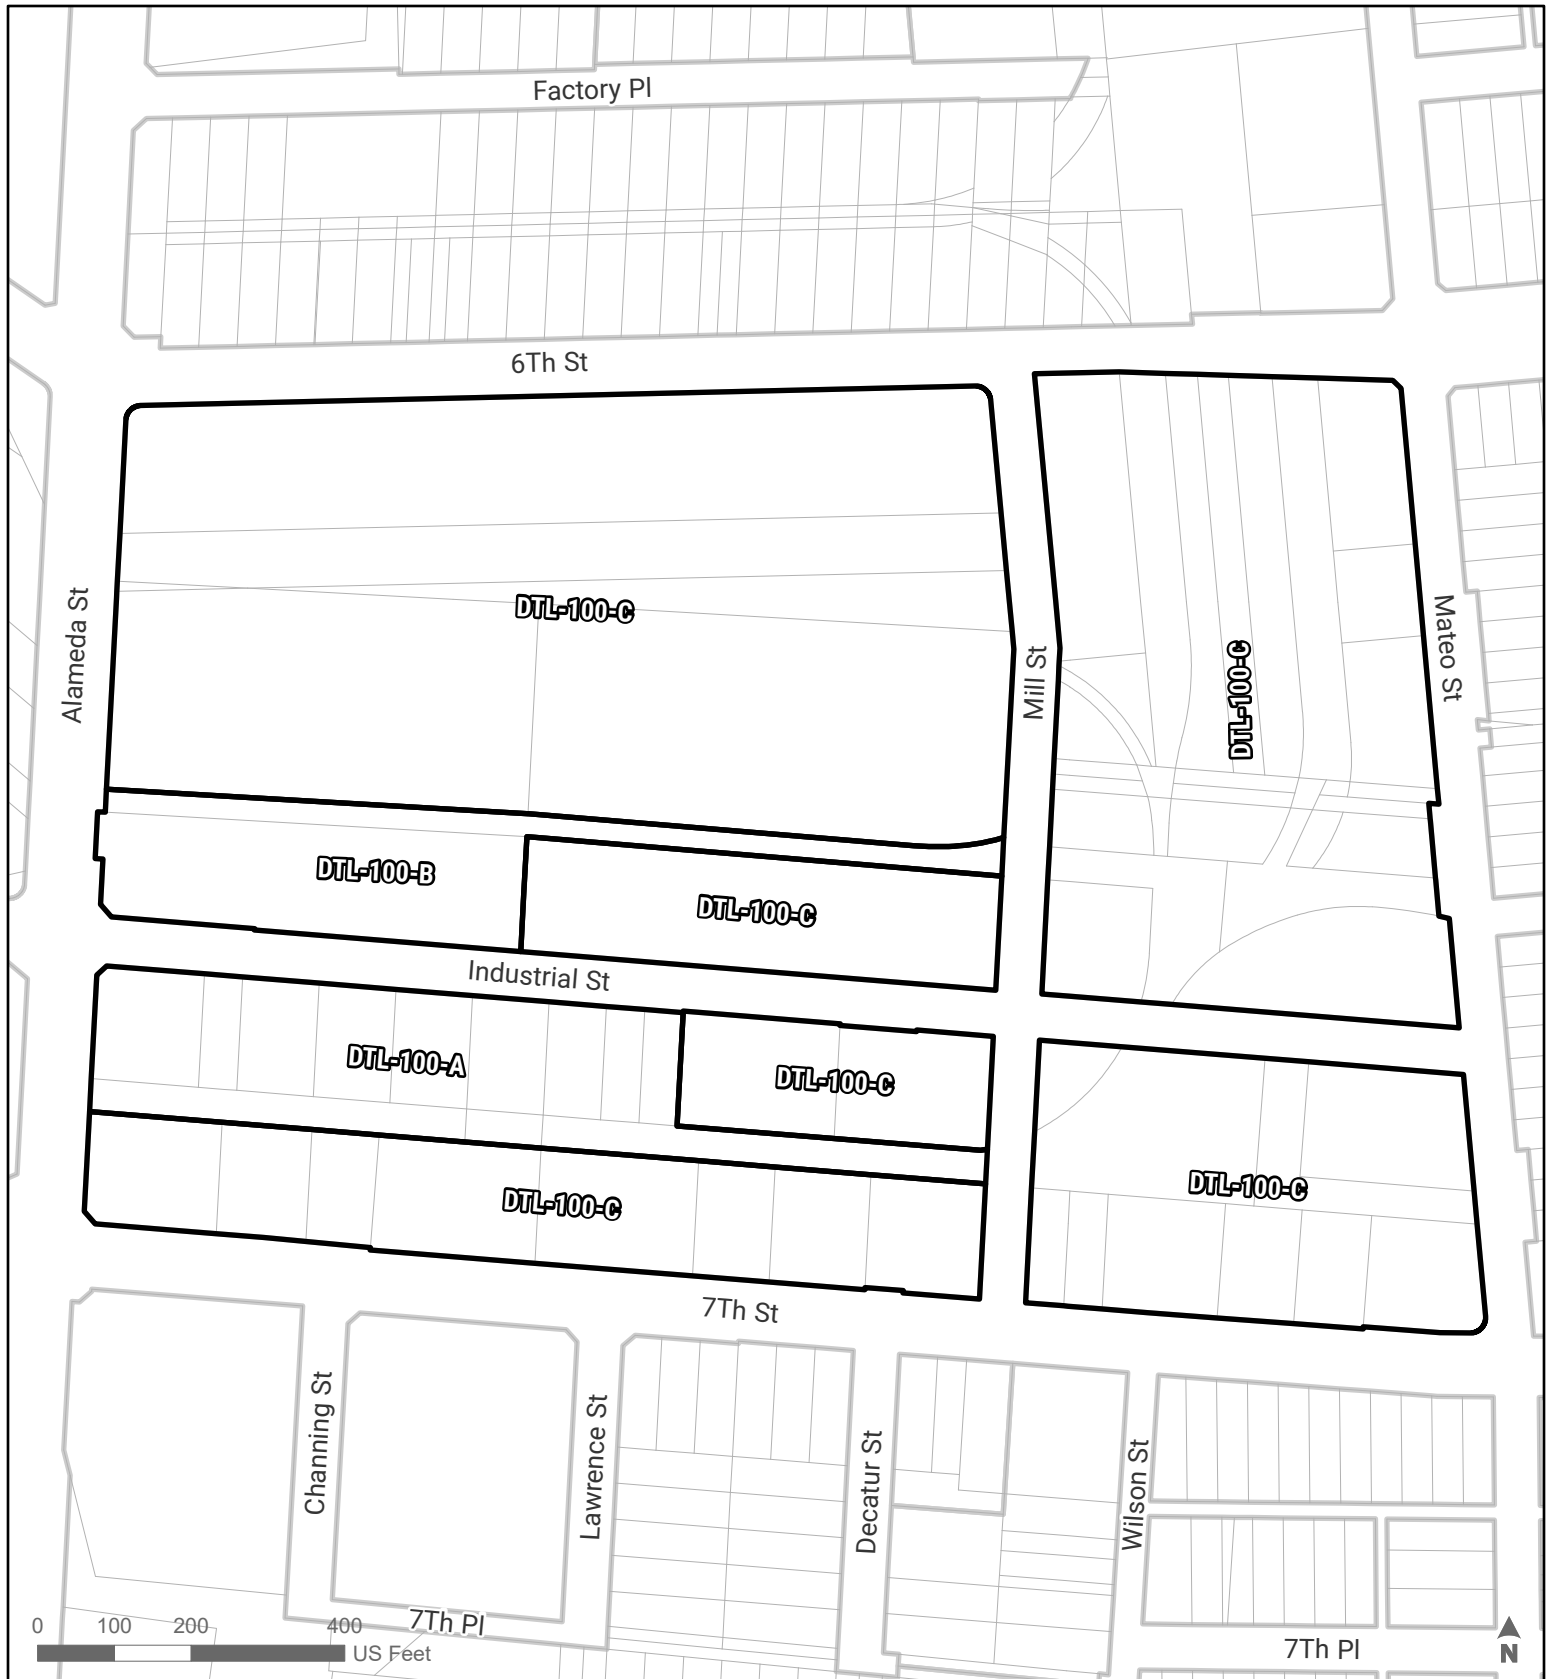 Factory Pl
6Th St
DTL-100-C
Alameda St
Mateo St
Mill St
DTL-100-C
DTL-100-B
DTL-100-C
Industrial St
DTL-100-A
DTL-100-C
DTL-100-C
DTL-100-C
7Th St
Channing St
Lawrence St
Decatur St
Wilson St
7Th Pl
7Th Pl
0 100 200 400
US Feet
N